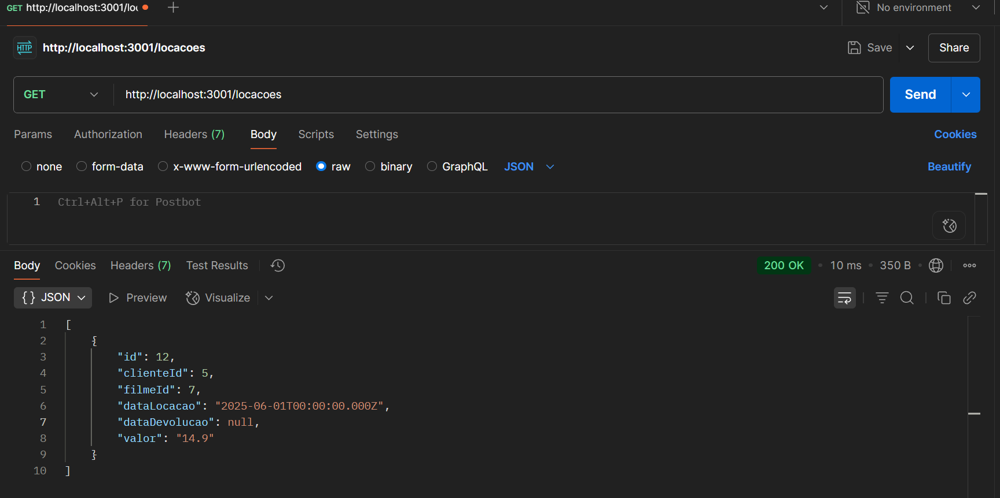 GET http://localhost:3001/loc
No environment
HTTP http://localhost:3001/locacoes
Save
Share
GET http://localhost:3001/locacoes
Send
Params Authorization Headers (7) Body Scripts Settings Cookies
none form-data x-www-form-urlencoded raw binary GraphQL JSON Beautify
1 Ctrl+Alt+P for Postbot
Body Cookies Headers (7) Test Results 200 OK • 10 ms • 350 B •
{} JSON Preview Visualize
1 [
2 {
3 "id": 12,
4 "clienteId": 5,
5 "filmeId": 7,
6 "dataLocacao": "2025-06-01T00:00:00.000Z",
7 "dataDevolucao": null,
8 "valor": "14.9"
9 }
10 ]